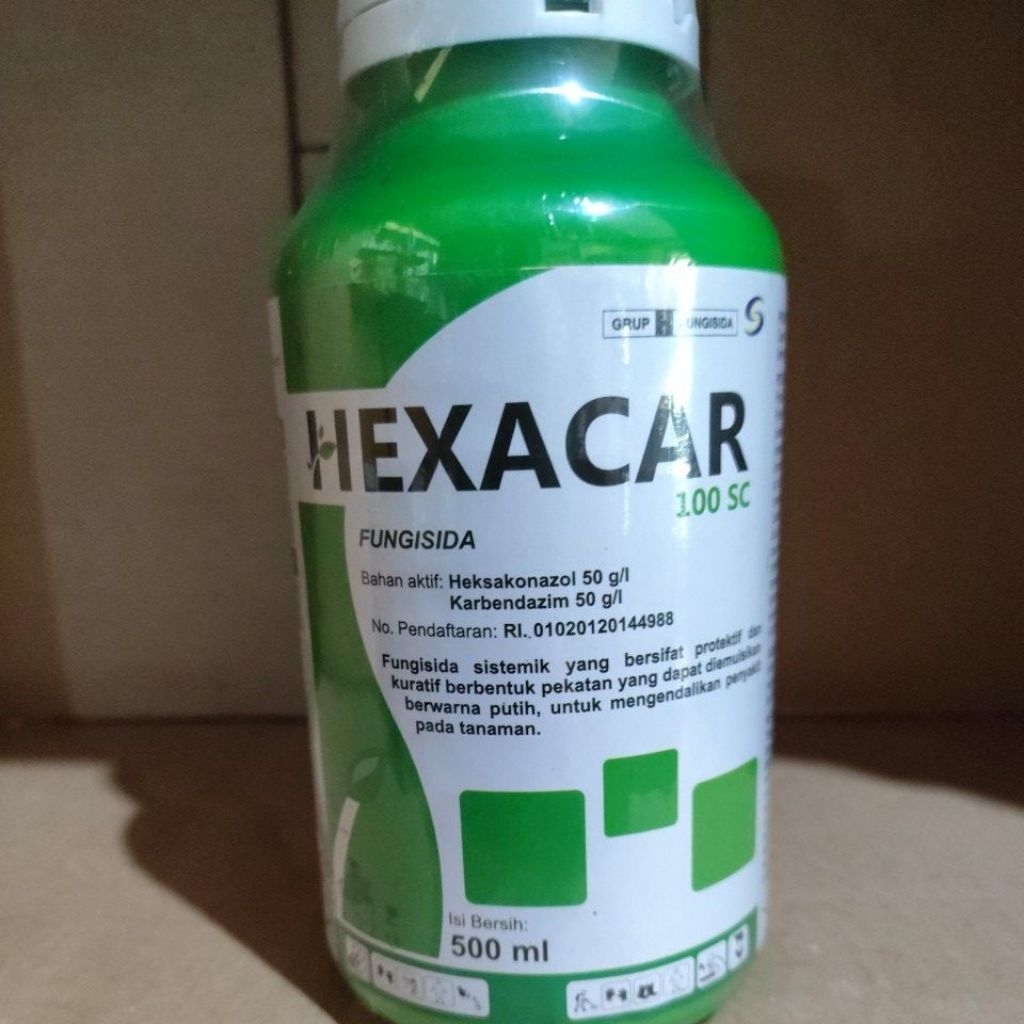 GRUP UNGISIDA
HEXACAR
100 SC
FUNGISIDA
Bahan aktif: Heksakonazol 50 g/l
Karbendazim 50 g/l
No. Pendaftaran: RI. 01020120144988
Fungisida sistemik yang bersifat protektif dan
kuratif berbentuk pekatan yang dapat diemulsikan
berwarna putih, untuk mengendalikan penyakit
pada tanaman.
Isi Bersih:
500 ml